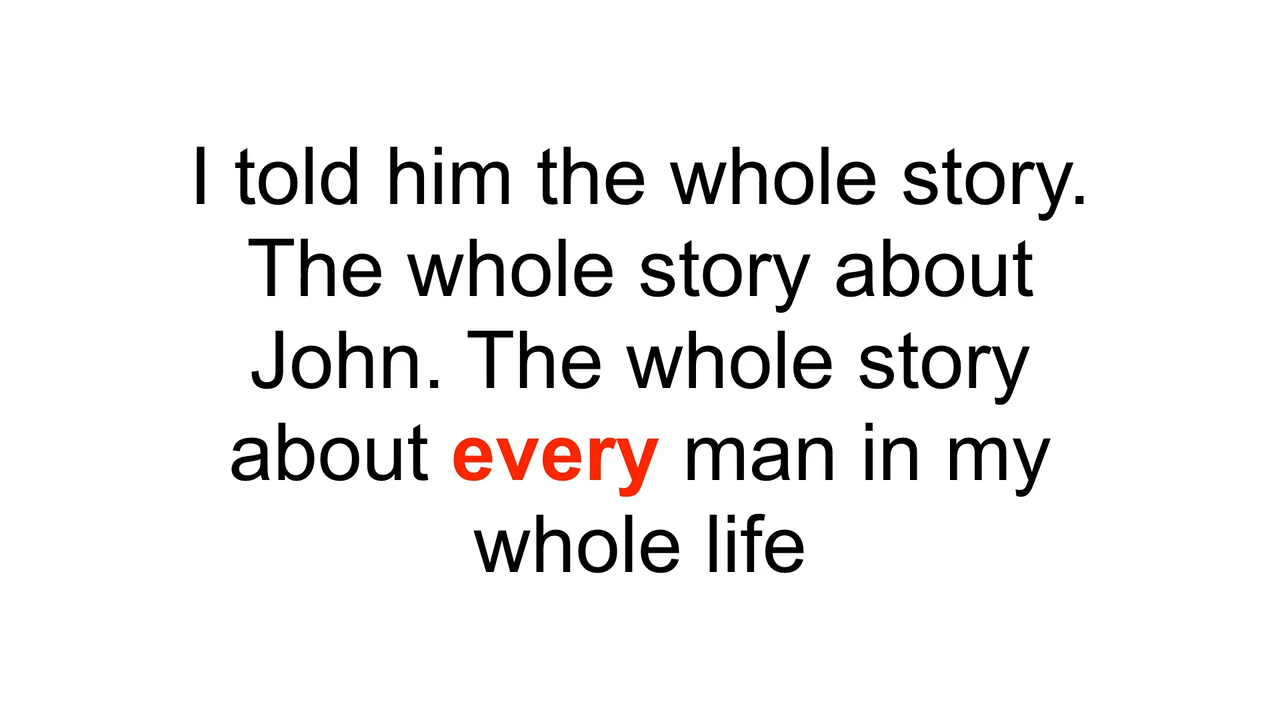 I told him the whole story.
The whole story about
John. The whole story
about every man in my
whole life